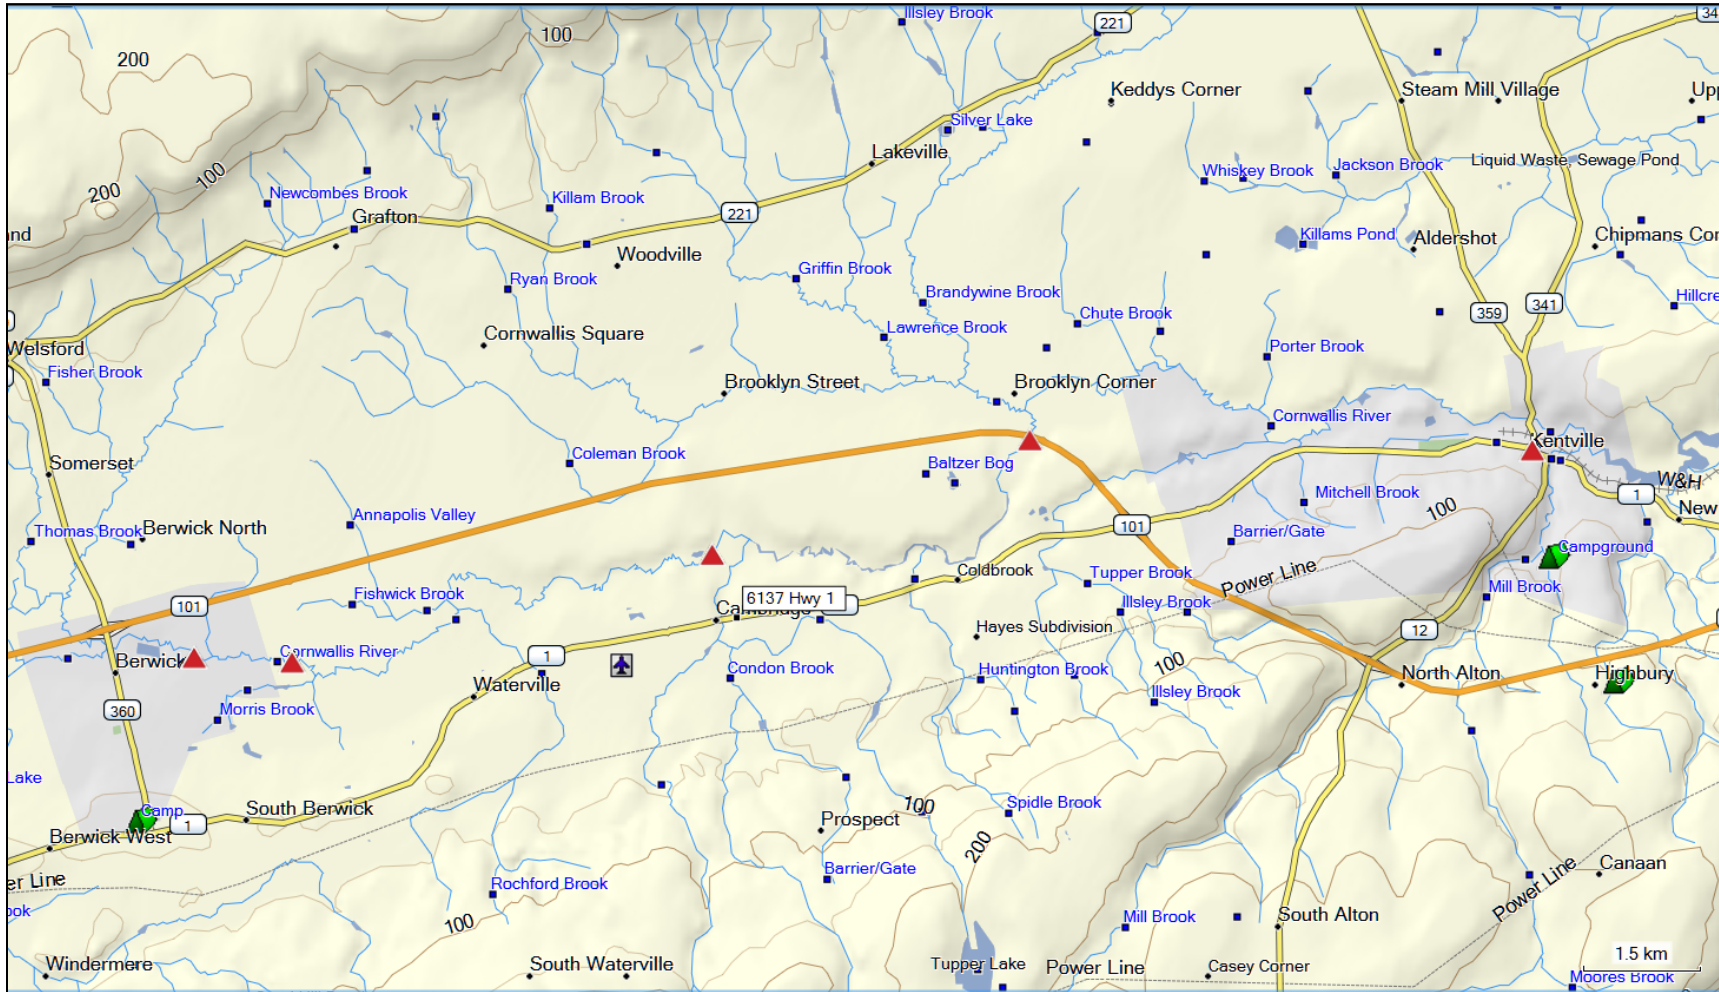 Illsley Brook
221
34
100
200
Keddys Corner
Steam Mill Village
Upp
Silver Lake
Lakeville
Liquid Waste, Sewage Pond
Whiskey Brook
Jackson Brook
100
200
Newcombes Brook
Killam Brook
Grafton
221
nd
Killams Pond
Aldershot
Chipmans Cor
Woodville
Griffin Brook
Ryan Brook
Brandywine Brook
Hillcre
341
359
Chute Brook
Lawrence Brook
Cornwallis Square
Welsford
Porter Brook
Fisher Brook
Brooklyn Street
Brooklyn Corner
Cornwallis River
Kentville
Coleman Brook
Somerset
Baltzer Bog
W&H
Mitchell Brook
1
100
New
Annapolis Valley
Berwick North
Thomas Brook
101
Barrier/Gate
Campground
Coldbrook
Tupper Brook
Power Line
Mill Brook
Fishwick Brook
6137 Hwy 1
Cambridge
101
Illsley Brook
Hayes Subdivision
12
Cornwallis River
Berwick
1
Condon Brook
Huntington Brook
100
North Alton
Highbury
Waterville
Illsley Brook
360
Morris Brook
Lake
Camp
South Berwick
1
Berwick West
100
Spidle Brook
Prospect
200
Canaan
Barrier/Gate
er Line
Rochford Brook
Power Line
ook
100
Mill Brook
South Alton
1.5 km
Windermere
South Waterville
Tupper Lake
Power Line
Casey Corner
Moores Brook